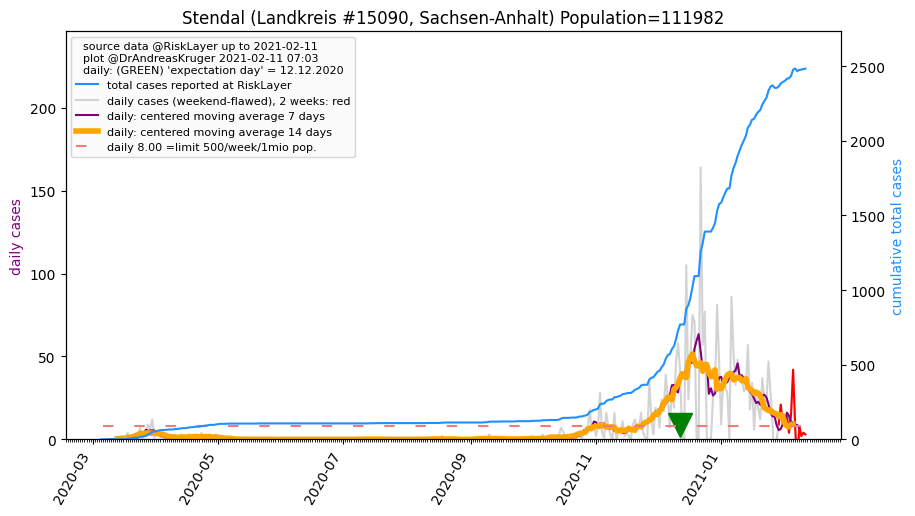 Stendal (Landkreis #15090, Sachsen-Anhalt) Population=111982
source data @RiskLayer up to 2021-02-11
plot @DrAndreasKruger 2021-02-11 07:03
daily: (GREEN) 'expectation day' = 12.12.2020
total cases reported at RiskLayer
daily cases (weekend-flawed), 2 weeks: red
daily: centered moving average 7 days
daily: centered moving average 14 days
daily 8.00 =limit 500/week/1mio pop.
daily cases
200
150
100
50
0
2500
2000
1500
1000
500
0
cumulative total cases
2020-03
2020-05
2020-07
2020-09
2020-11
2021-01